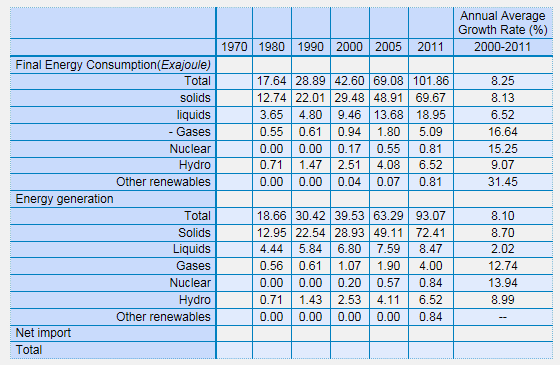 Annual Average
Growth Rate (%)
1970 1980 1990 2000 2005 2011 2000-2011
Final Energy Consumption(Exajoule)
Total 17.64 28.89 42.60 69.08 101.86 8.25
solids 12.74 22.01 29.48 48.91 69.67 8.13
liquids 3.65 4.80 9.46 13.68 18.95 6.52
- Gases 0.55 0.61 0.94 1.80 5.09 16.64
Nuclear 0.00 0.00 0.17 0.55 0.81 15.25
Hydro 0.71 1.47 2.51 4.08 6.52 9.07
Other renewables 0.00 0.00 0.04 0.07 0.81 31.45
Energy generation
Total 18.66 30.42 39.53 63.29 93.07 8.10
Solids 12.95 22.54 28.93 49.11 72.41 8.70
Liquids 4.44 5.84 6.80 7.59 8.47 2.02
Gases 0.56 0.61 1.07 1.90 4.00 12.74
Nuclear 0.00 0.00 0.20 0.57 0.84 13.94
Hydro 0.71 1.43 2.53 4.11 6.52 8.99
Other renewables 0.00 0.00 0.00 0.00 0.84 --
Net import
Total